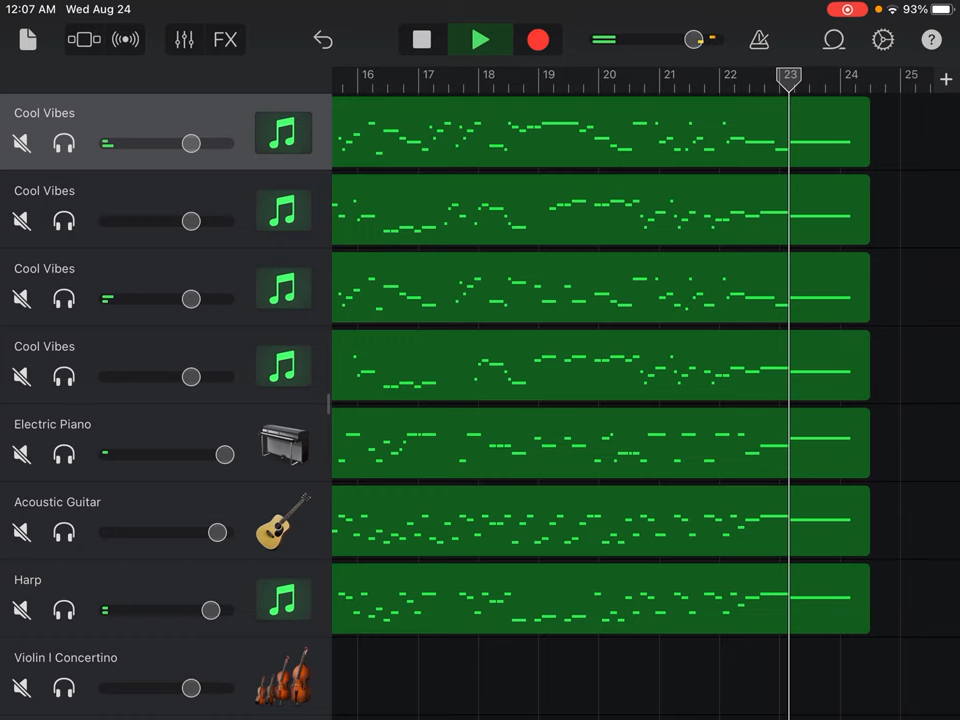 12:07 AM Wed Aug 24
93%
FX
?
16 17 18 19 20 21 22 23 24 25 +
Cool Vibes
Cool Vibes
Cool Vibes
Cool Vibes
Electric Piano
Acoustic Guitar
Harp
Violin I Concertino